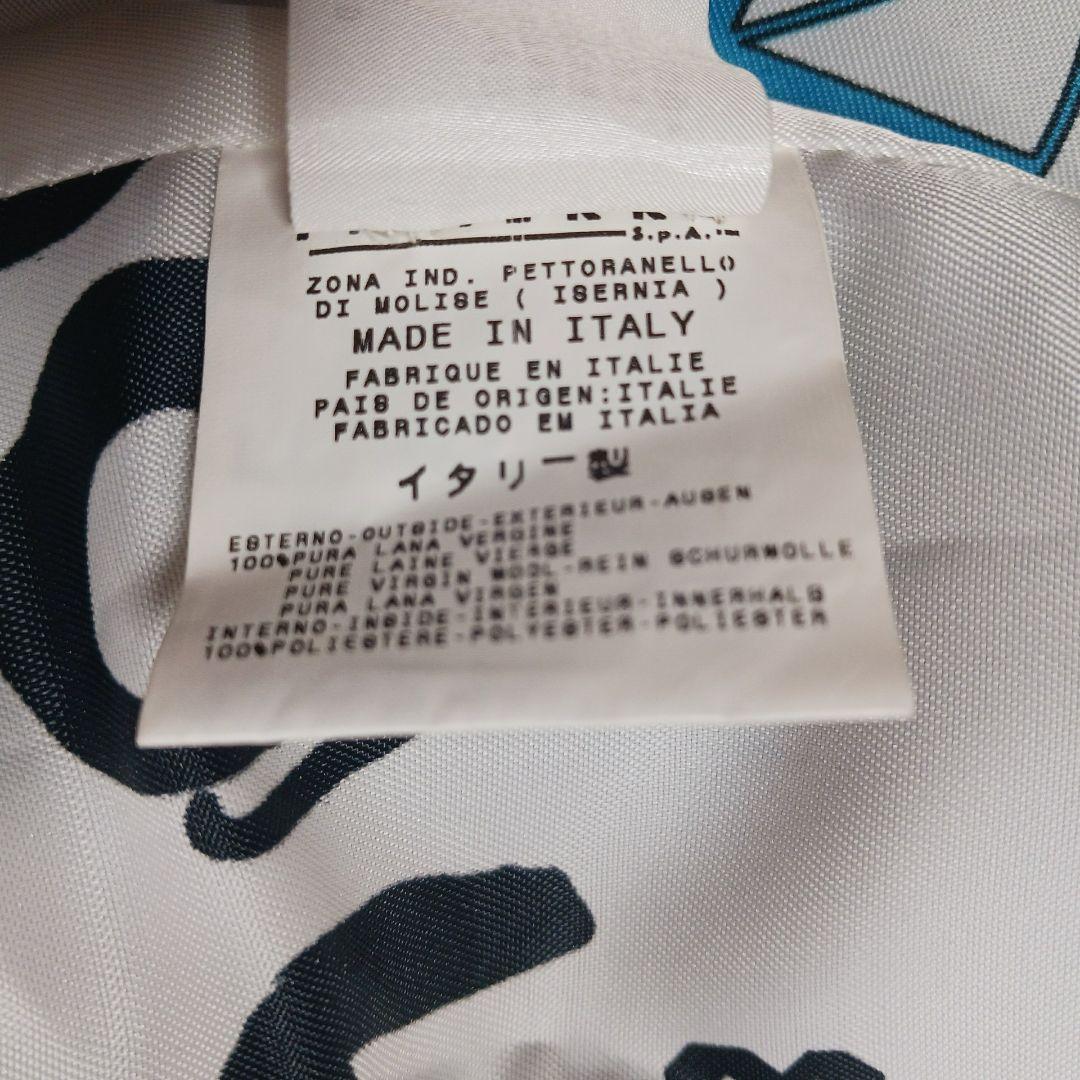 S.p.A.
ZONA IND. PETTORANELLO
DI MOLISE ( ISERNIA )
MADE IN ITALY
FABRIQUE EN ITALIE
PAIS DE ORIGEN:ITALIE
FABRICADO EM ITALIA
イタリー製
ESTERNO-OUTSIDE-EXTERIEUR-AUSEN
100%PURA LANA VERGINE
PURE LAINE VIERGE
PURE VIRGIN WOOL-REIN SCHURWOLLE
PURA LANA VIRGEN
INTERNO-INSIDE-INTERIEUR-INNERHALB
100%POLIESTERE-POLYESTER-POLIESTER